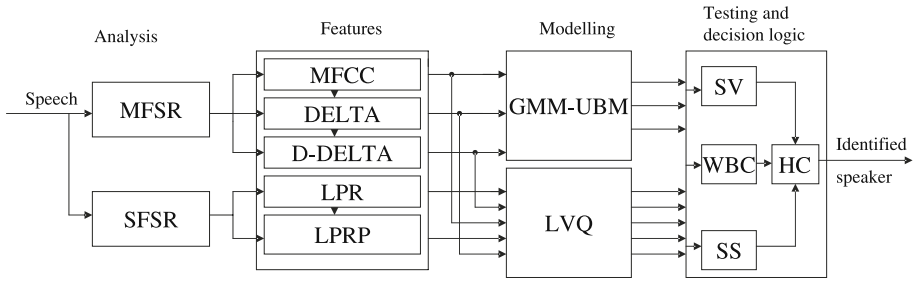 Analysis
Features
Modelling
Testing and
decision logic
Speech
MFSR
SFSR
MFCC
DELTA
D-DELTA
LPR
LPRP
GMM-UBM
LVQ
SV
WBC
HC
SS
Identified
speaker